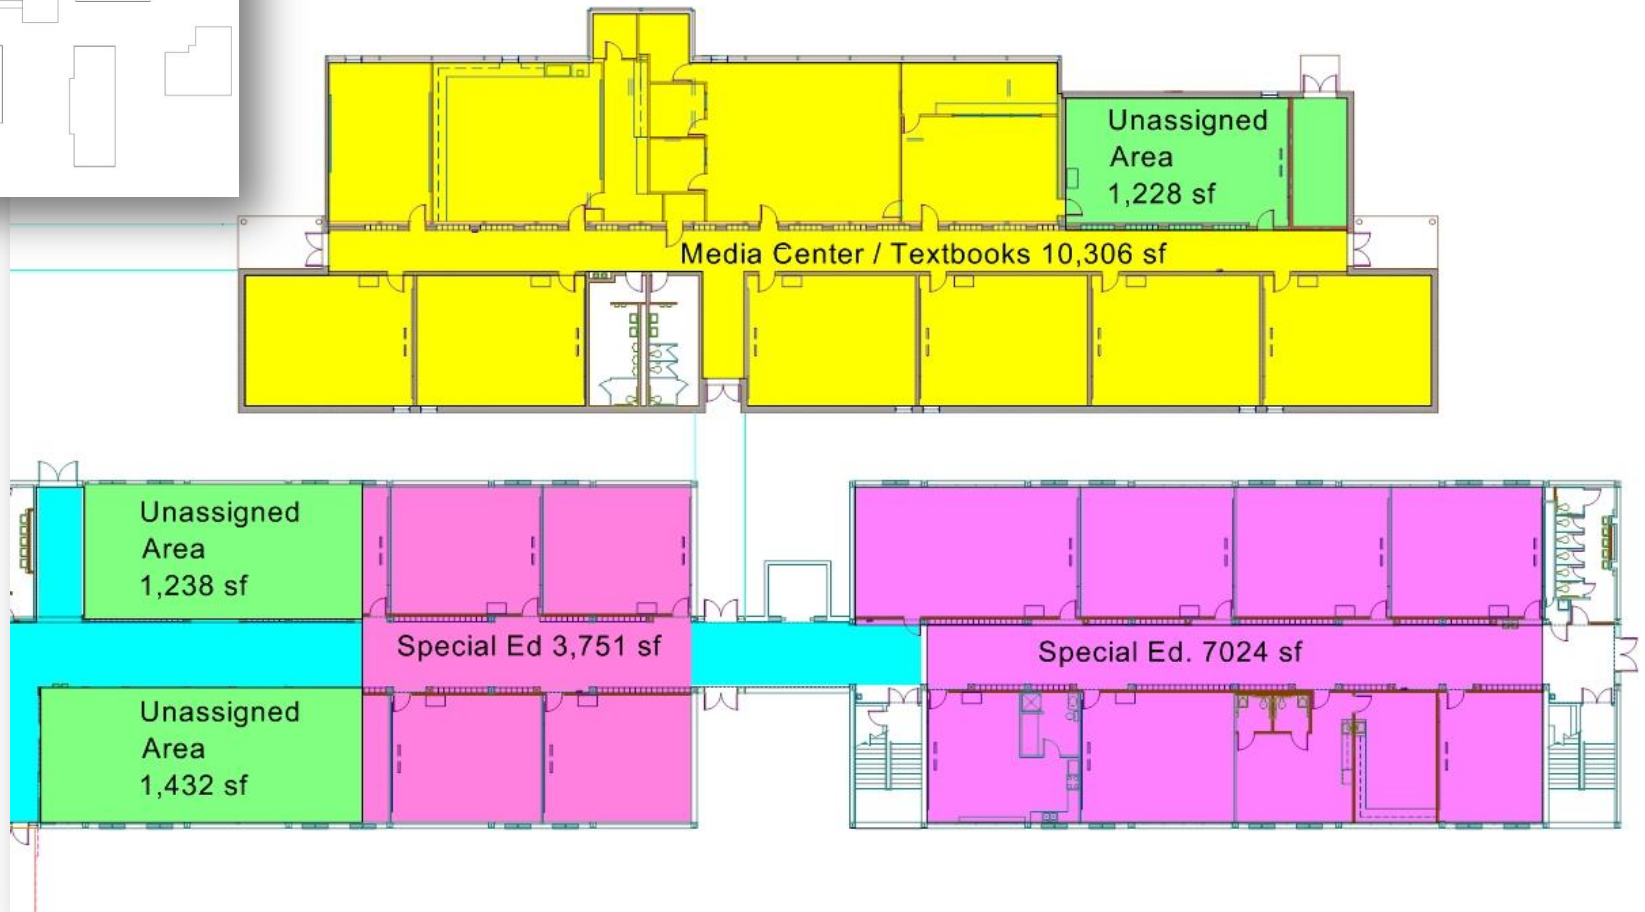 Unassigned
Area
1,228 sf
Media Center / Textbooks 10,306 sf
Unassigned
Area
1,238 sf
Special Ed 3,751 sf
Special Ed. 7024 sf
Unassigned
Area
1,432 sf